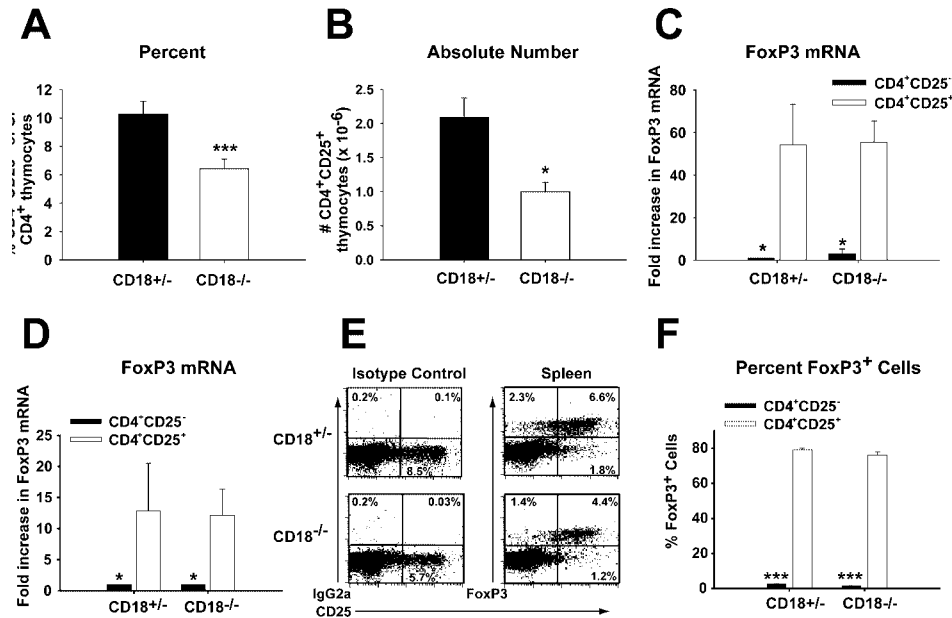 A
Percent
12
10
8
6
4
2
0
CD4⁺ thymocytes
***
CD18+/-
CD18-/-
B
Absolute Number
2.5
2.0
1.5
1.0
0.5
0.0
# CD4⁺CD25⁺
thymocytes (x 10⁻⁶)
*
CD18+/-
CD18-/-
C
FoxP3 mRNA
CD4⁺CD25⁻
CD4⁺CD25⁺
80
60
40
20
0
Fold increase in FoxP3 mRNA
*
*
CD18+/-
CD18-/-
D
FoxP3 mRNA
CD4⁺CD25⁻
CD4⁺CD25⁺
25
20
15
10
5
0
Fold increase in FoxP3 mRNA
*
*
CD18+/-
CD18-/-
E
Isotype Control
Spleen
CD18⁺/⁻
0.2%
0.1%
8.5%
2.3%
6.6%
1.8%
CD18⁻/⁻
0.2%
0.03%
5.7%
1.4%
4.4%
1.2%
IgG2a
FoxP3
CD25
F
Percent FoxP3⁺ Cells
CD4⁺CD25⁻
CD4⁺CD25⁺
80
60
40
20
0
% FoxP3⁺ Cells
***
***
CD18+/-
CD18-/-